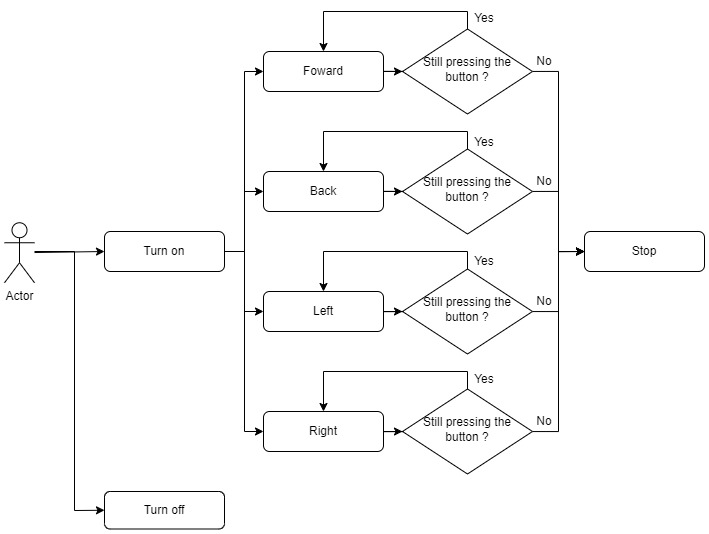 Yes
Foward
Still pressing the
button ?
No
Yes
Back
Still pressing the
button ?
No
Actor
Turn on
Stop
Yes
Left
Still pressing the
button ?
No
Yes
Right
Still pressing the
button ?
No
Turn off